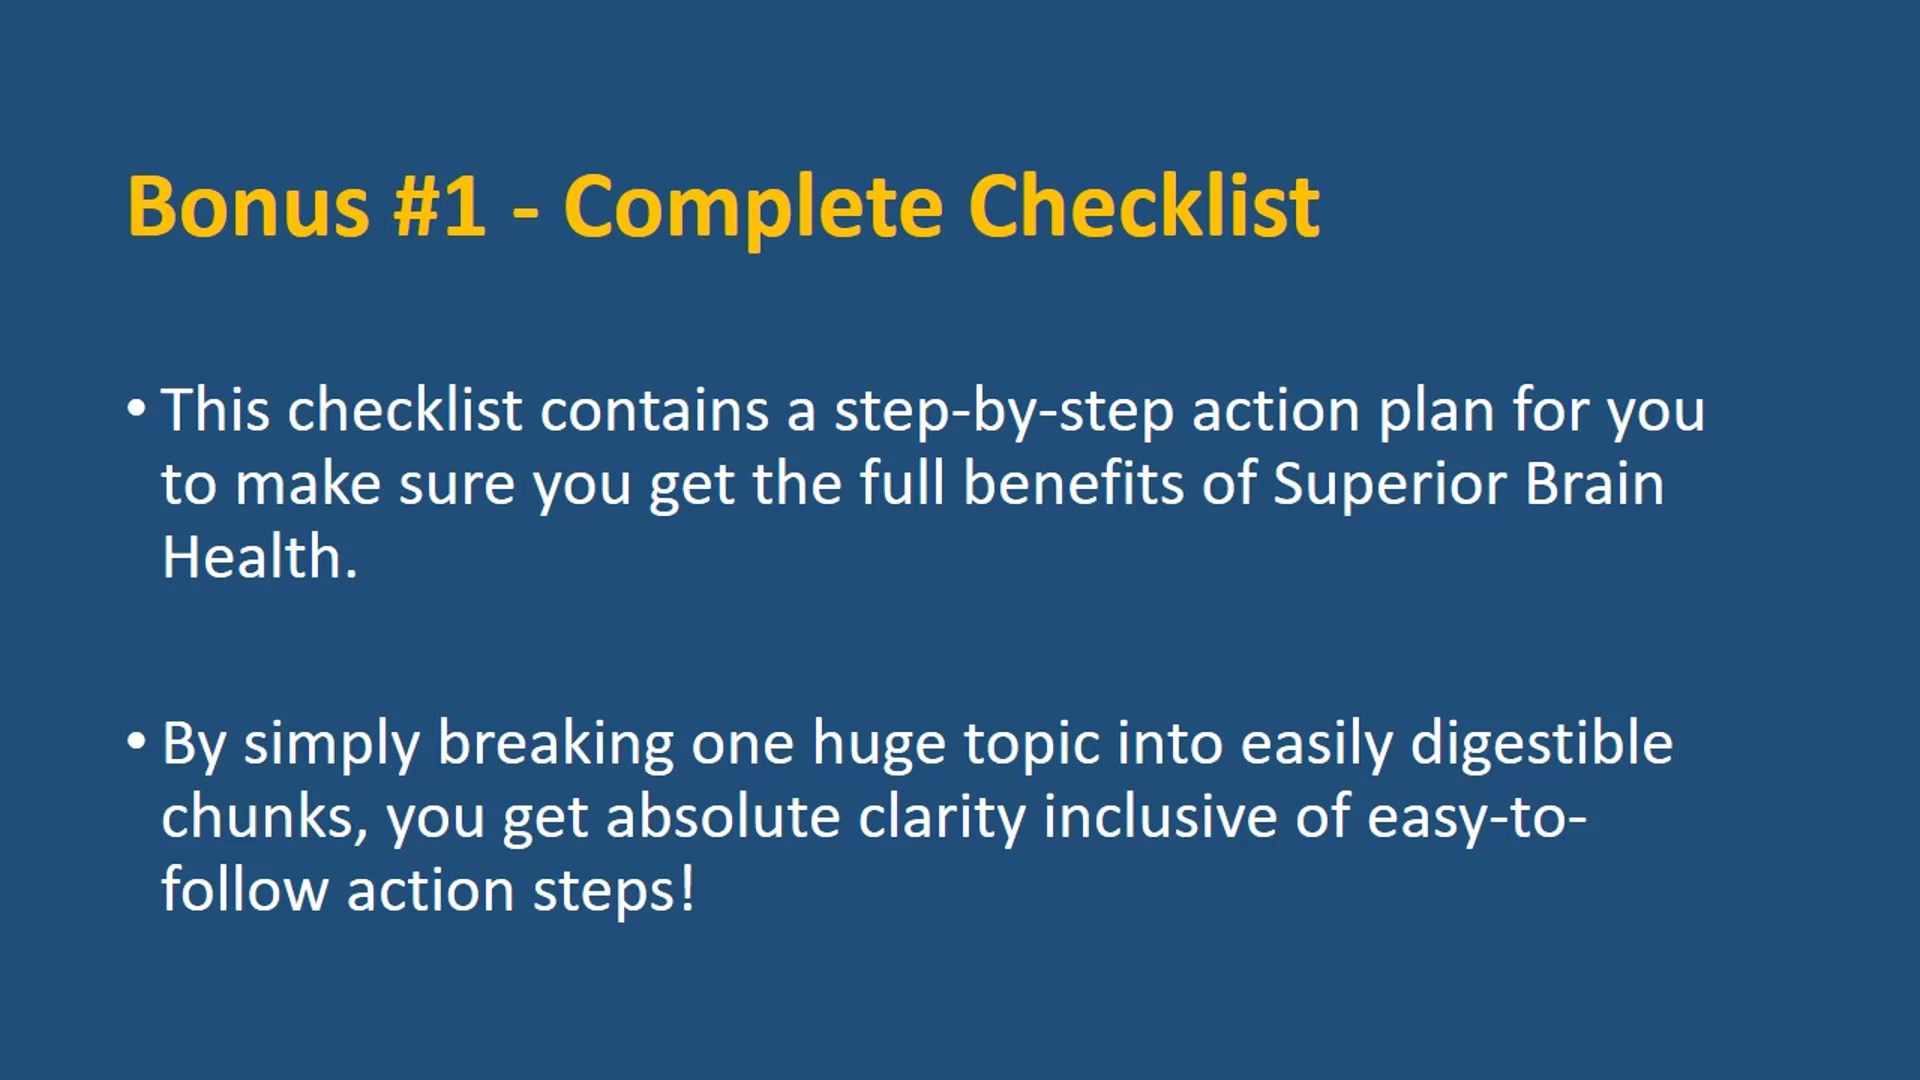 Bonus #1 - Complete Checklist
• This checklist contains a step-by-step action plan for you
to make sure you get the full benefits of Superior Brain
Health.
• By simply breaking one huge topic into easily digestible
chunks, you get absolute clarity inclusive of easy-to-
follow action steps!